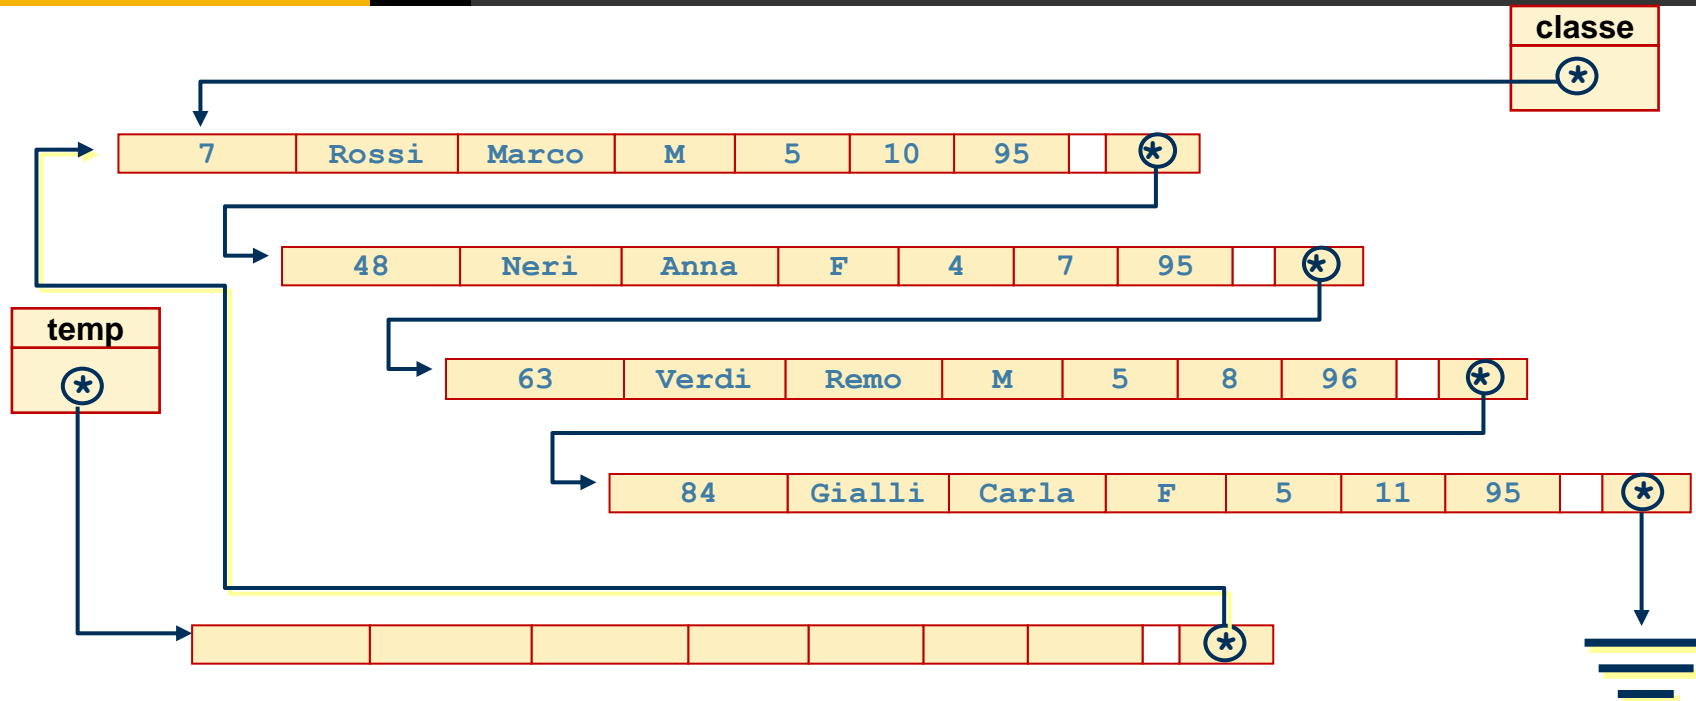 classe
*
7 Rossi Marco M 5 10 95 *
48 Neri Anna F 4 7 95 *
temp
*
63 Verdi Remo M 5 8 96 *
84 Gialli Carla F 5 11 95 *
*